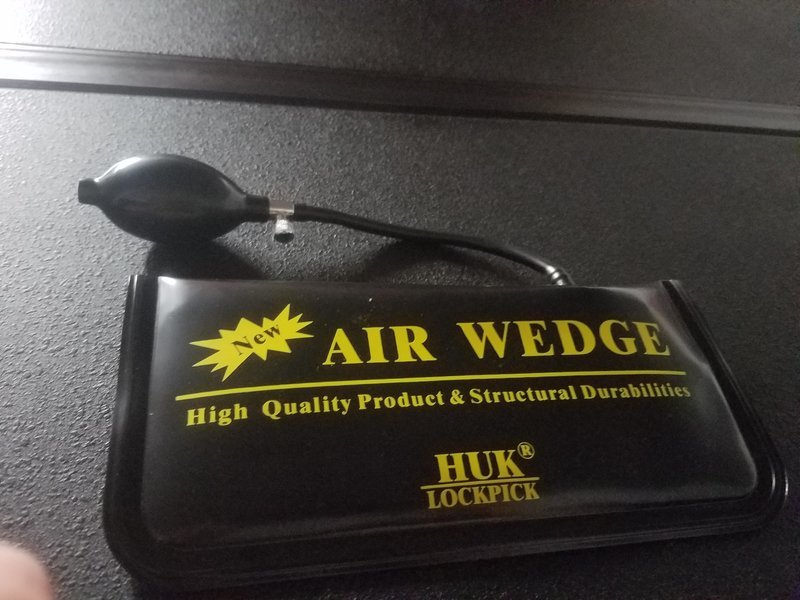 New
AIR WEDGE
High Quality Product & Structural Durabilities
HUK®
LOCKPICK